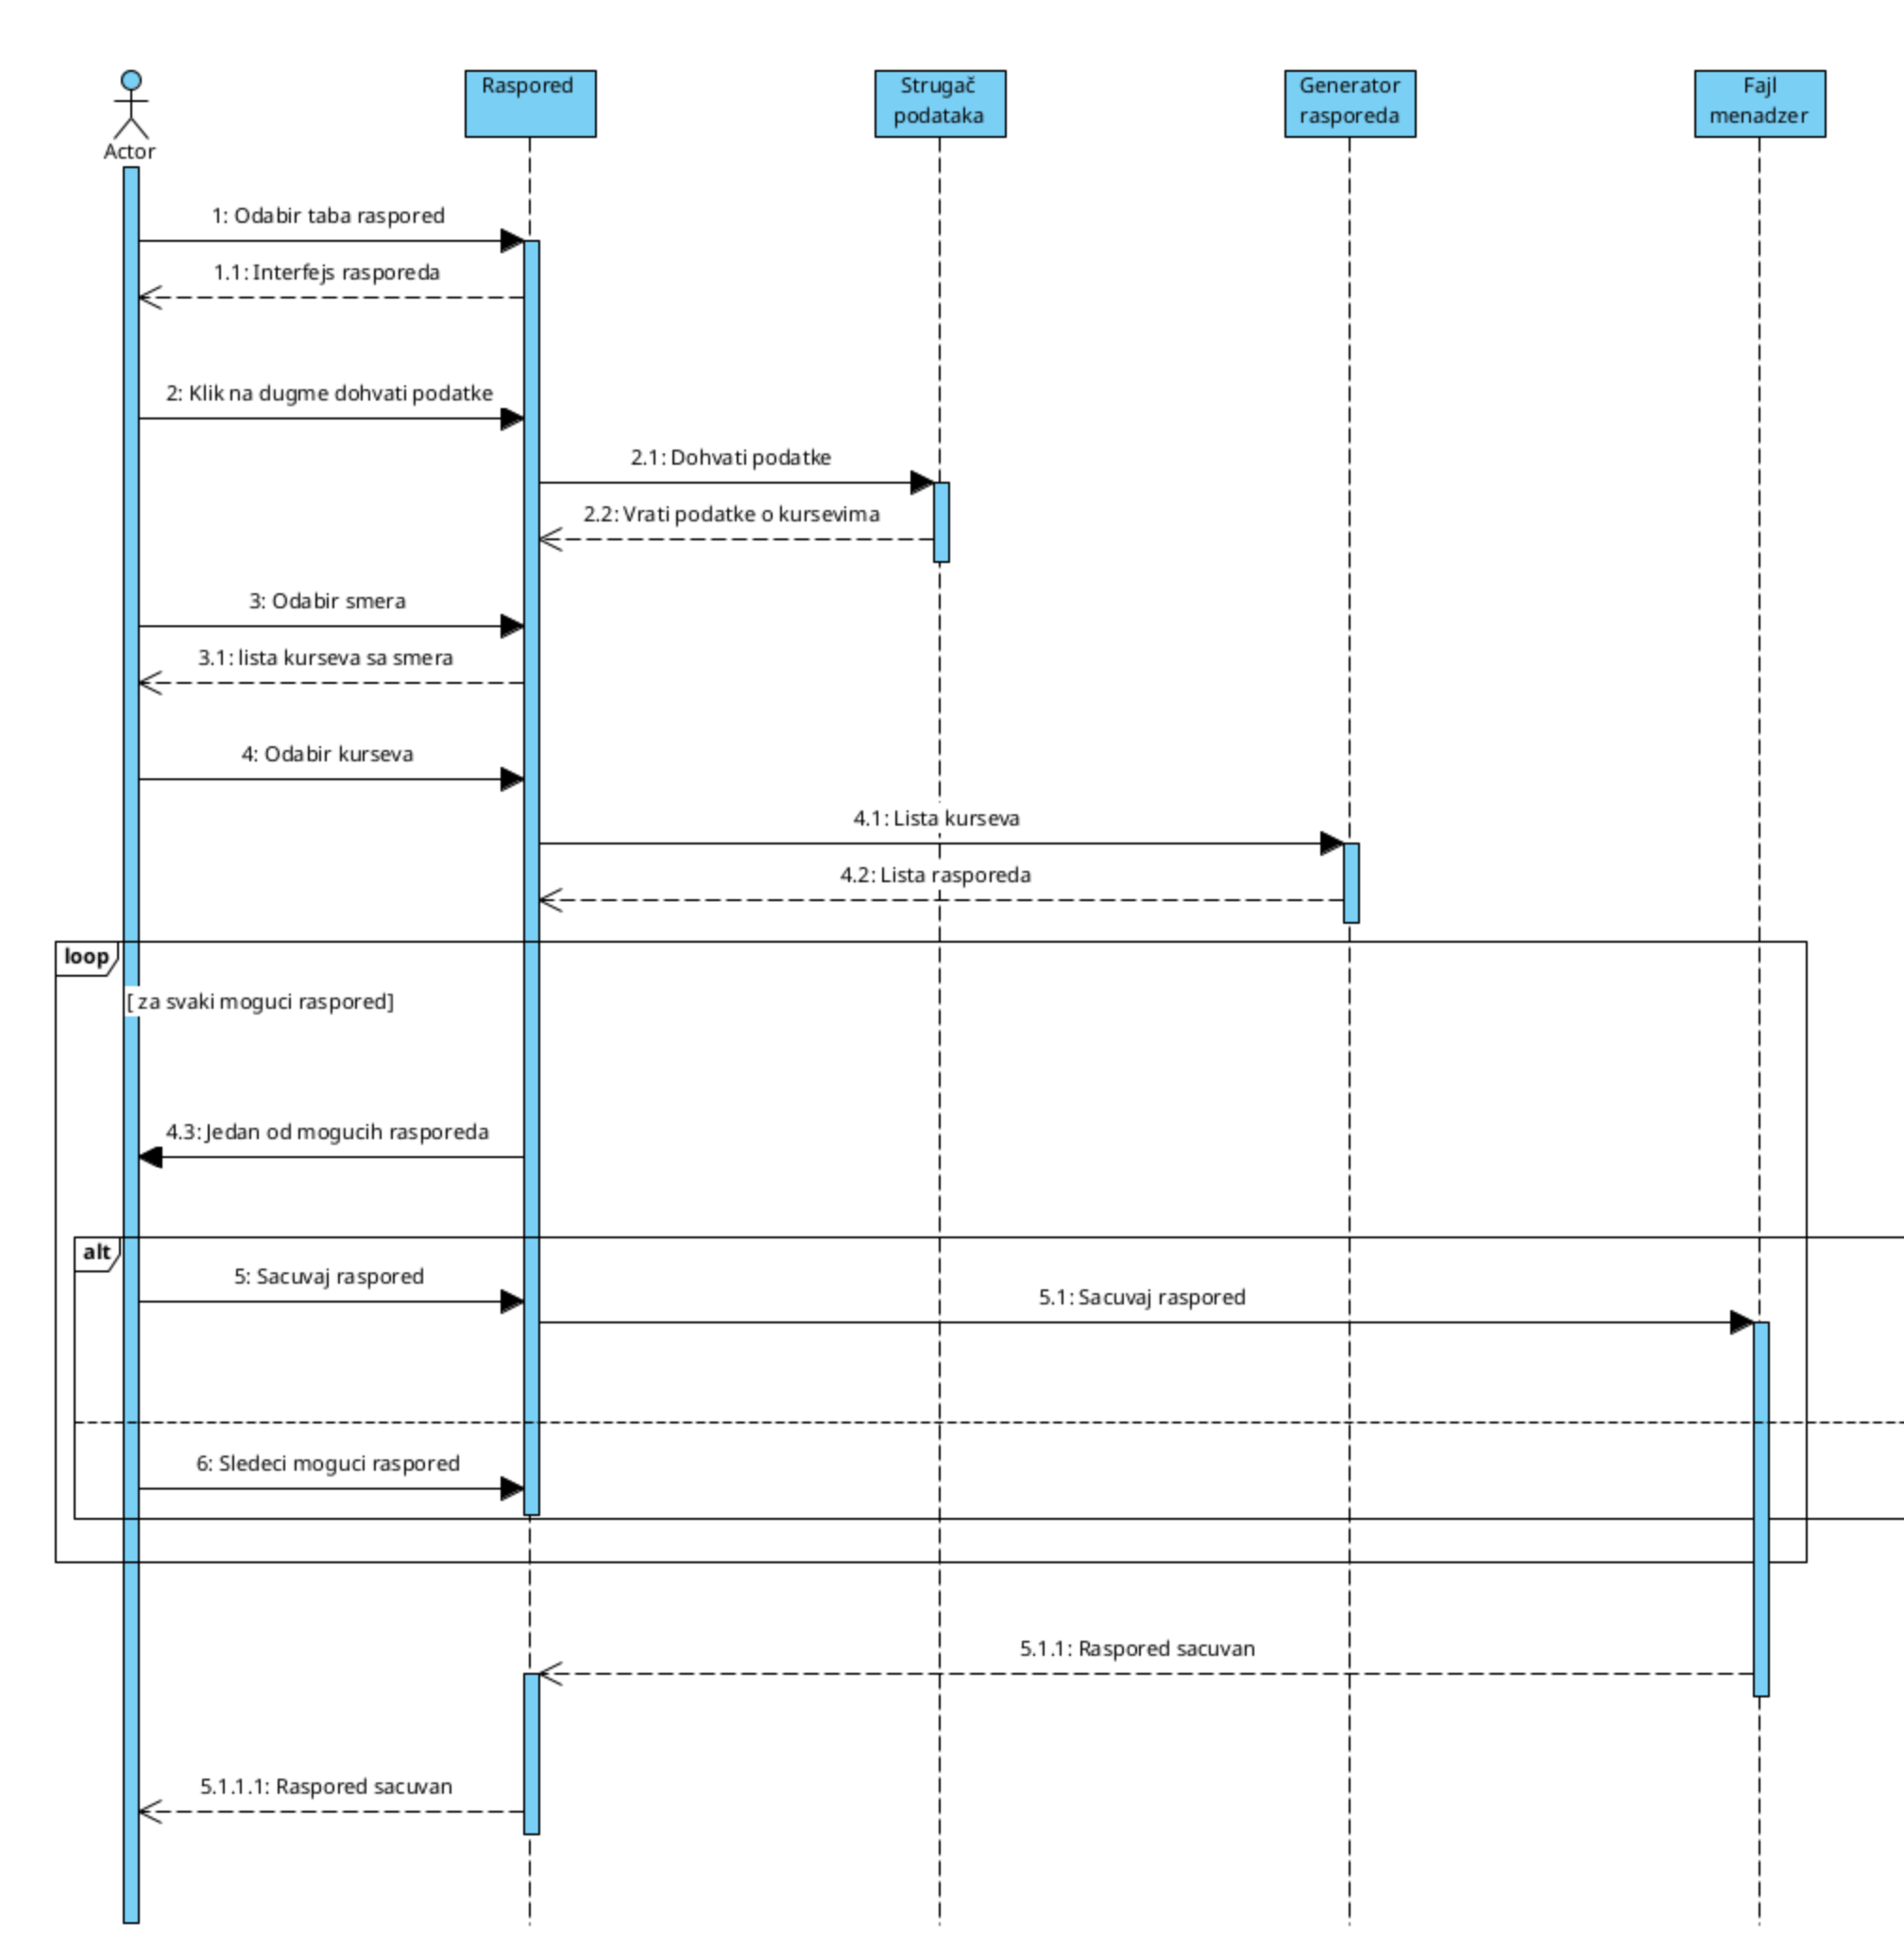 Actor
Raspored
Strugač
podataka
Generator
rasporeda
Fajl
menadzer
1: Odabir taba raspored
1.1: Interfejs rasporeda
2: Klik na dugme dohvati podatke
2.1: Dohvati podatke
2.2: Vrati podatke o kursevima
3: Odabir smera
3.1: lista kurseva sa smera
4: Odabir kurseva
4.1: Lista kurseva
4.2: Lista rasporeda
loop
[ za svaki moguci raspored]
4.3: Jedan od mogucih rasporeda
alt
5: Sacuvaj raspored
5.1: Sacuvaj raspored
6: Sledeci moguci raspored
5.1.1: Raspored sacuvan
5.1.1.1: Raspored sacuvan